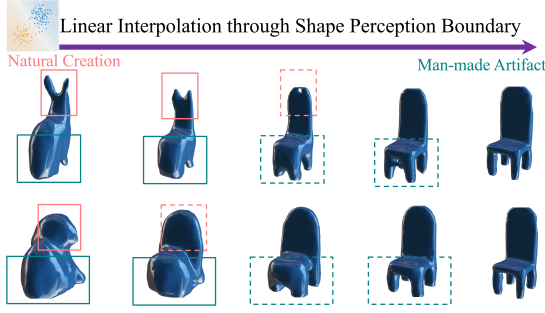 Linear Interpolation through Shape Perception Boundary
Natural Creation
Man-made Artifact